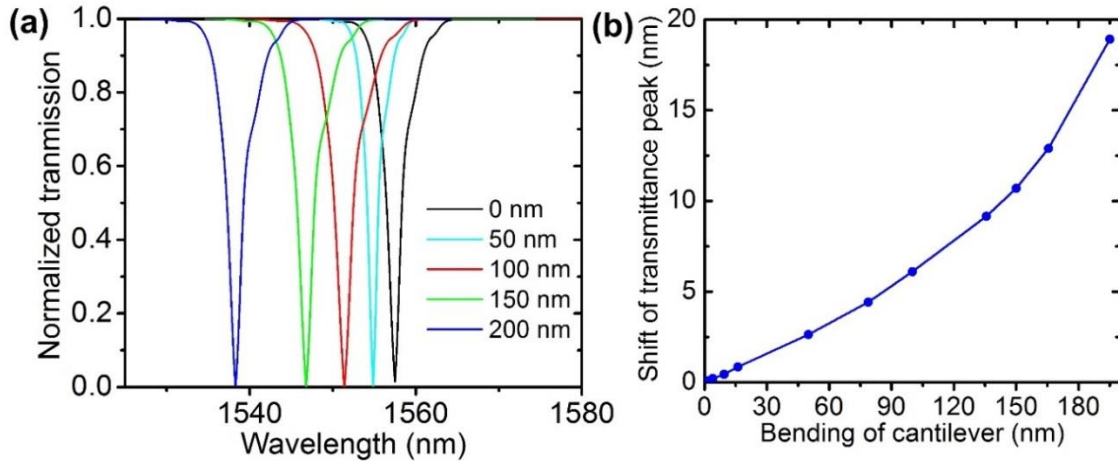 (a)
Normalized tranmission
1.0
0.8
0.6
0.4
0.2
0.0
0 nm
50 nm
100 nm
150 nm
200 nm
1540
1560
1580
Wavelength (nm)
(b)
Shift of transmittance peak (nm)
20
15
10
5
0
0
30
60
90
120
150
180
Bending of cantilever (nm)